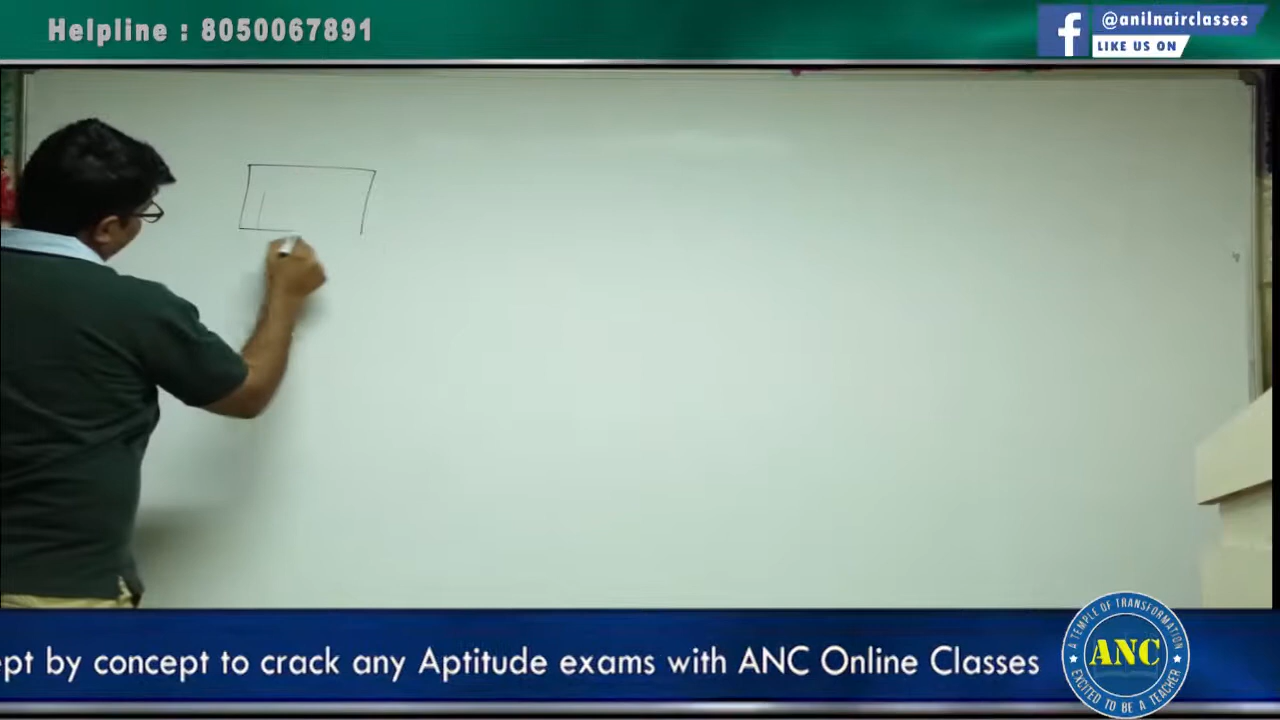 Helpline : 8050067891
@anilnairclasses
LIKE US ON
by concept to crack any Aptitude exams with ANC Online Classes
A TEMPLE OF TRANSFORMATION
ANC
EXCITED TO BE A TEACHER